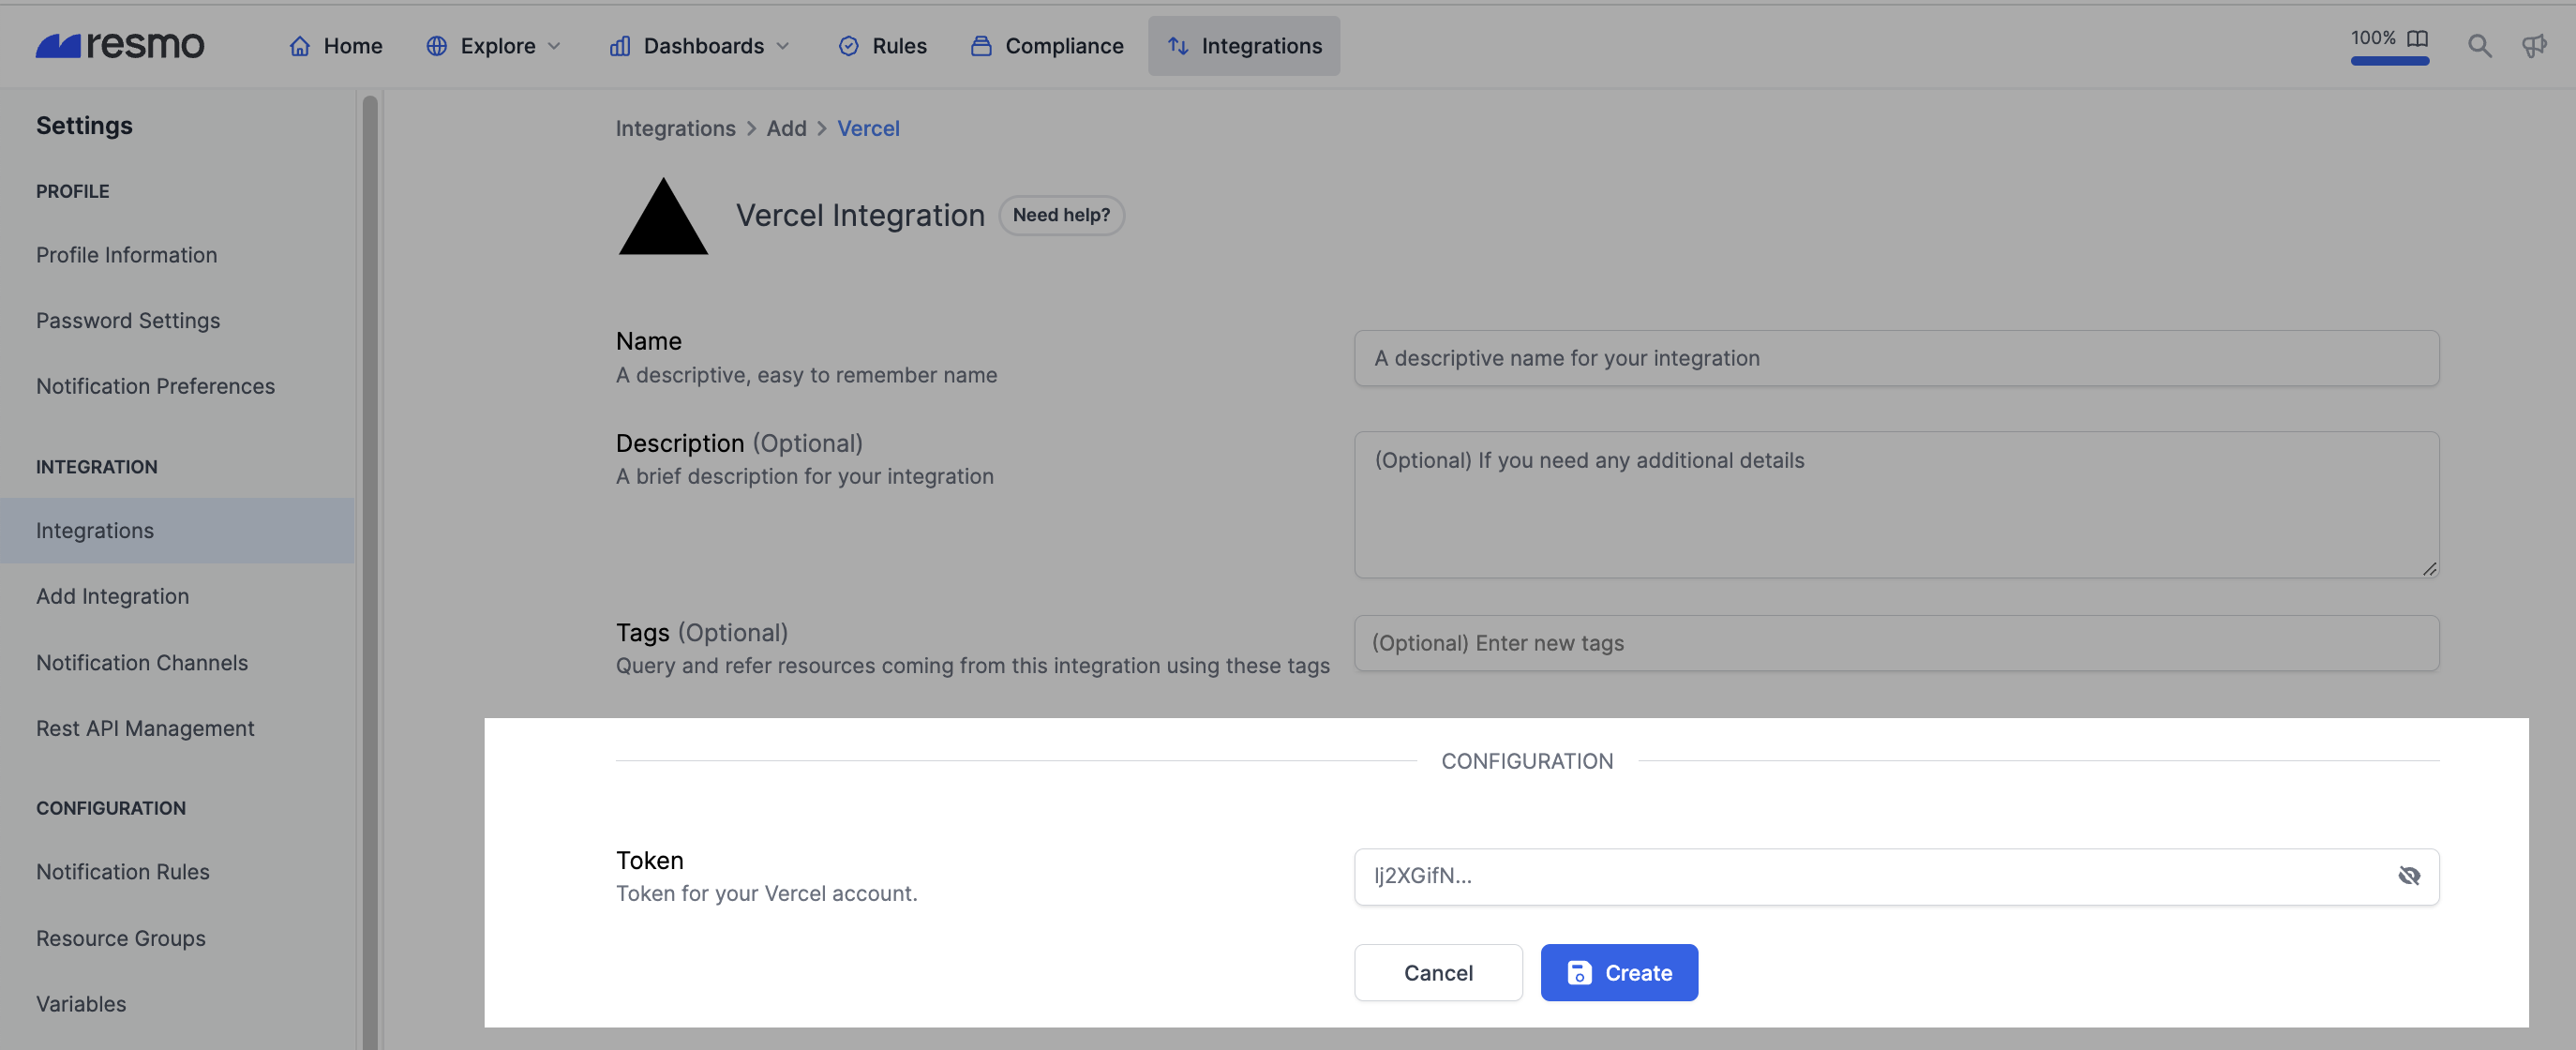 resmo Home Explore Dashboards Rules Compliance Integrations 100%
Settings
PROFILE
Profile Information
Password Settings
Notification Preferences
INTEGRATION
Integrations
Add Integration
Notification Channels
Rest API Management
CONFIGURATION
Notification Rules
Resource Groups
Variables
Integrations > Add > Vercel
Vercel Integration Need help?
Name
A descriptive, easy to remember name
A descriptive name for your integration
Description (Optional)
A brief description for your integration
(Optional) If you need any additional details
Tags (Optional)
Query and refer resources coming from this integration using these tags
(Optional) Enter new tags
CONFIGURATION
Token
Token for your Vercel account.
lj2XGifN...
Cancel Create